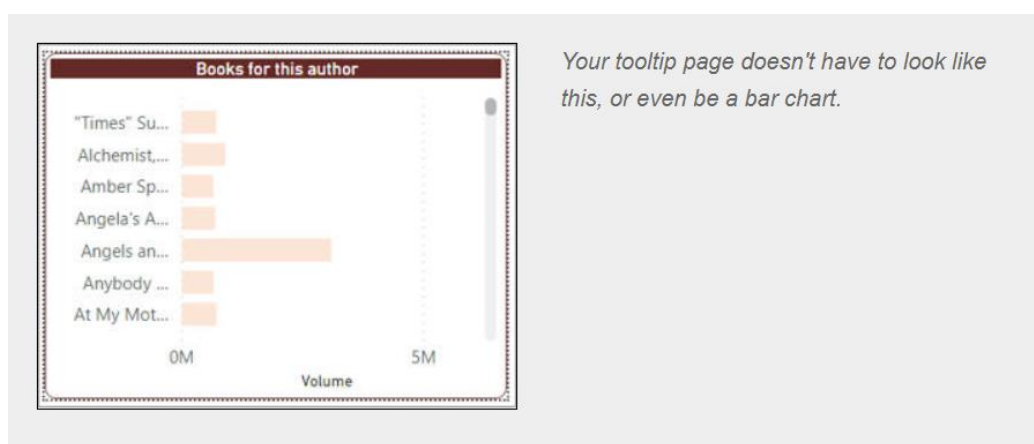 Books for this author
"Times" Su...
Alchemist,...
Amber Sp...
Angela's A...
Angels an...
Anybody ...
At My Mot...
0M 5M
Volume
Your tooltip page doesn't have to look like
this, or even be a bar chart.